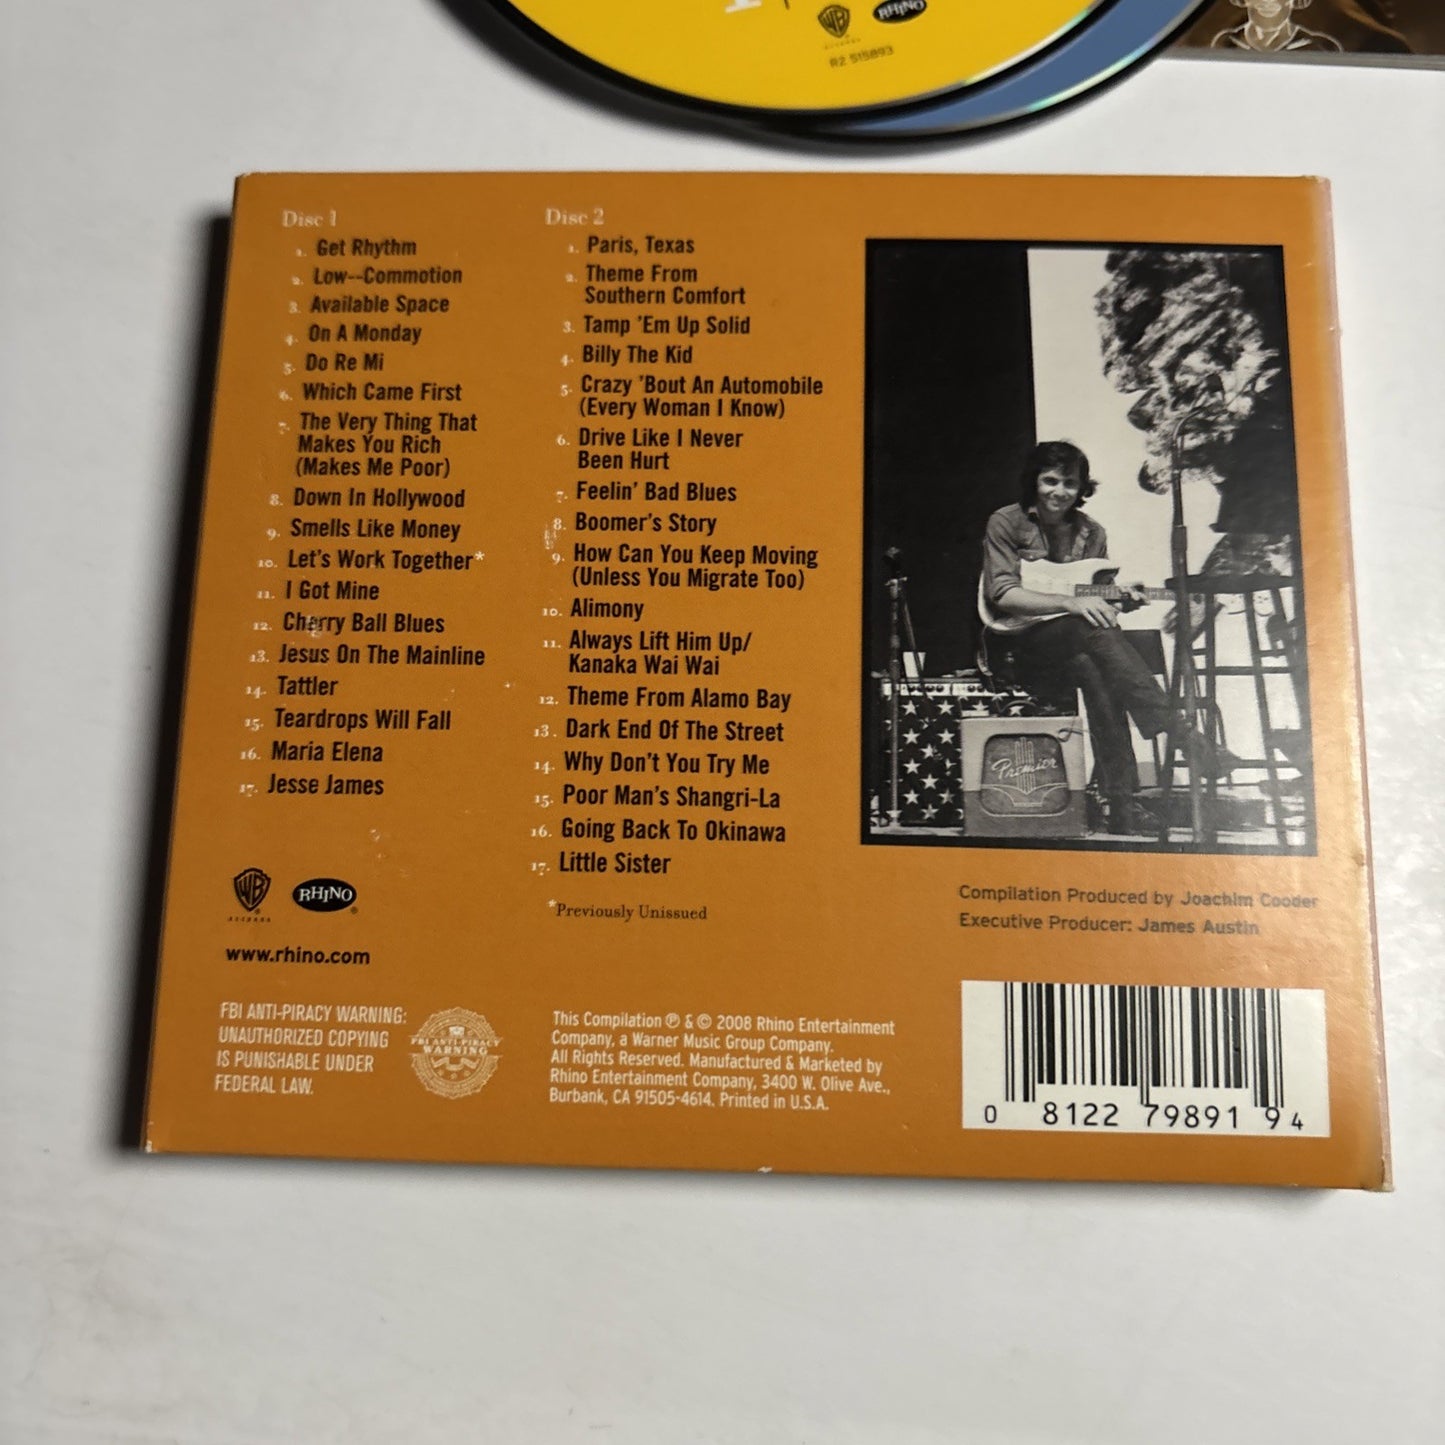 WB
RECORDS
RHINO
R2 515893
Disc 1
1. Get Rhythm
2. Low--Commotion
3. Available Space
4. On A Monday
5. Do Re Mi
6. Which Came First
7. The Very Thing That
Makes You Rich
(Makes Me Poor)
8. Down In Hollywood
9. Smells Like Money
10. Let's Work Together*
11. I Got Mine
12. Cherry Ball Blues
13. Jesus On The Mainline
14. Tattler
15. Teardrops Will Fall
16. Maria Elena
17. Jesse James
Disc 2
1. Paris, Texas
2. Theme From
Southern Comfort
3. Tamp 'Em Up Solid
4. Billy The Kid
5. Crazy 'Bout An Automobile
(Every Woman I Know)
6. Drive Like I Never
Been Hurt
7. Feelin' Bad Blues
8. Boomer's Story
9. How Can You Keep Moving
(Unless You Migrate Too)
10. Alimony
11. Always Lift Him Up/
Kanaka Wai Wai
12. Theme From Alamo Bay
13. Dark End Of The Street
14. Why Don't You Try Me
15. Poor Man's Shangri-La
16. Going Back To Okinawa
17. Little Sister
*Previously Unissued
Premier
Compilation Produced by Joachim Cooder
Executive Producer: James Austin
WB
RECORDS
RHINO®
www.rhino.com
FBI ANTI-PIRACY WARNING:
UNAUTHORIZED COPYING
IS PUNISHABLE UNDER
FEDERAL LAW.
FBI ANTI-PIRACY
WARNING
This Compilation ℗ & © 2008 Rhino Entertainment
Company, a Warner Music Group Company.
All Rights Reserved. Manufactured & Marketed by
Rhino Entertainment Company, 3400 W. Olive Ave.,
Burbank, CA 91505-4614. Printed in U.S.A.
0 8122 79891 9 4